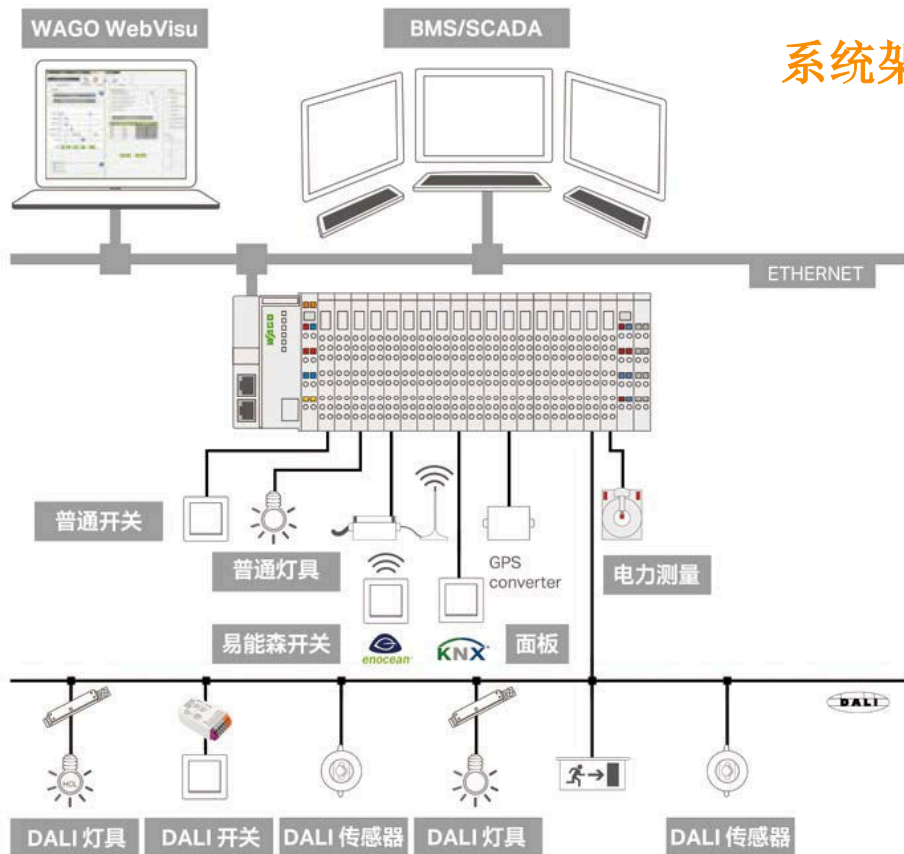 WAGO WebVisu
BMS/SCADA
系统架
ETHERNET
WAGO
普通开关
普通灯具
GPS
converter
电力测量
易能森开关
enocean
KNX
面板
DALI
HCL
DALI 灯具
DALI 开关
DALI 传感器
DALI 灯具
DALI 传感器